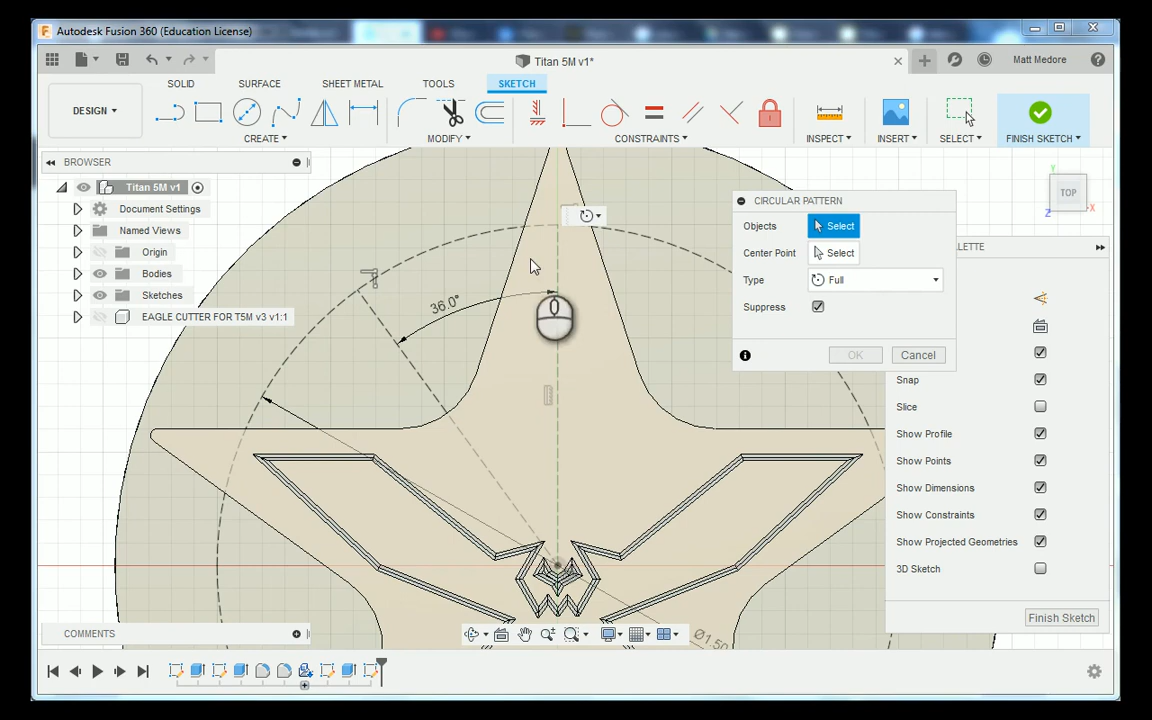 Autodesk Fusion 360 (Education License)
Titan 5M v1*
Matt Medore
SOLID SURFACE SHEET METAL TOOLS SKETCH
DESIGN
CREATE MODIFY CONSTRAINTS INSPECT INSERT SELECT FINISH SKETCH
BROWSER
Titan 5M v1
Document Settings
Named Views
Origin
Bodies
Sketches
EAGLE CUTTER FOR T5M v3 v1:1
36.0°
Ø1.50
TOP
X
Y
Z
CIRCULAR PATTERN
Objects Select
Center Point Select
Type Full
Suppress
OK Cancel
Snap
Slice
Show Profile
Show Points
Show Dimensions
Show Constraints
Show Projected Geometries
3D Sketch
Finish Sketch
COMMENTS